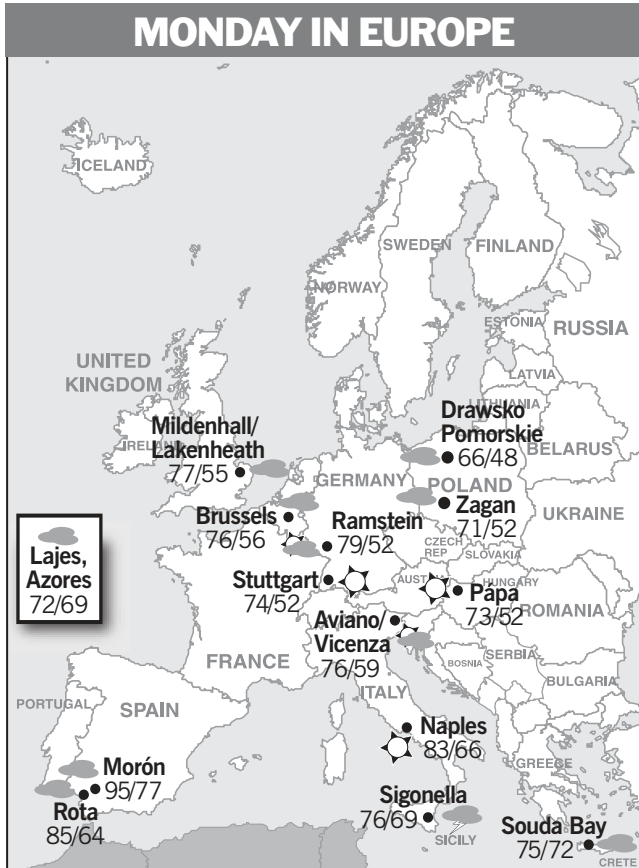 MONDAY IN EUROPE
ICELAND
SWEDEN
FINLAND
NORWAY
ESTONIA
RUSSIA
LATVIA
LITHUANIA
UNITED
KINGDOM
IRELAND
Mildenhall/
Lakenheath
77/55
Drawsko
Pomorskie
66/48
BELARUS
GERMANY
POLAND
Zagan
71/52
UKRAINE
Brussels
76/56
Ramstein
79/52
CZECH
REP
SLOVAKIA
Lajes,
Azores
72/69
Stuttgart
74/52
AUSTRIA
HUNGARY
Pápa
73/52
ROMANIA
Aviano/
Vicenza
76/59
FRANCE
ITALY
BOSNIA
SERBIA
BULGARIA
PORTUGAL
SPAIN
Naples
83/66
Morón
95/77
Rota
85/64
GREECE
Sigonella
76/69
SICILY
Souda Bay
75/72
CRETE